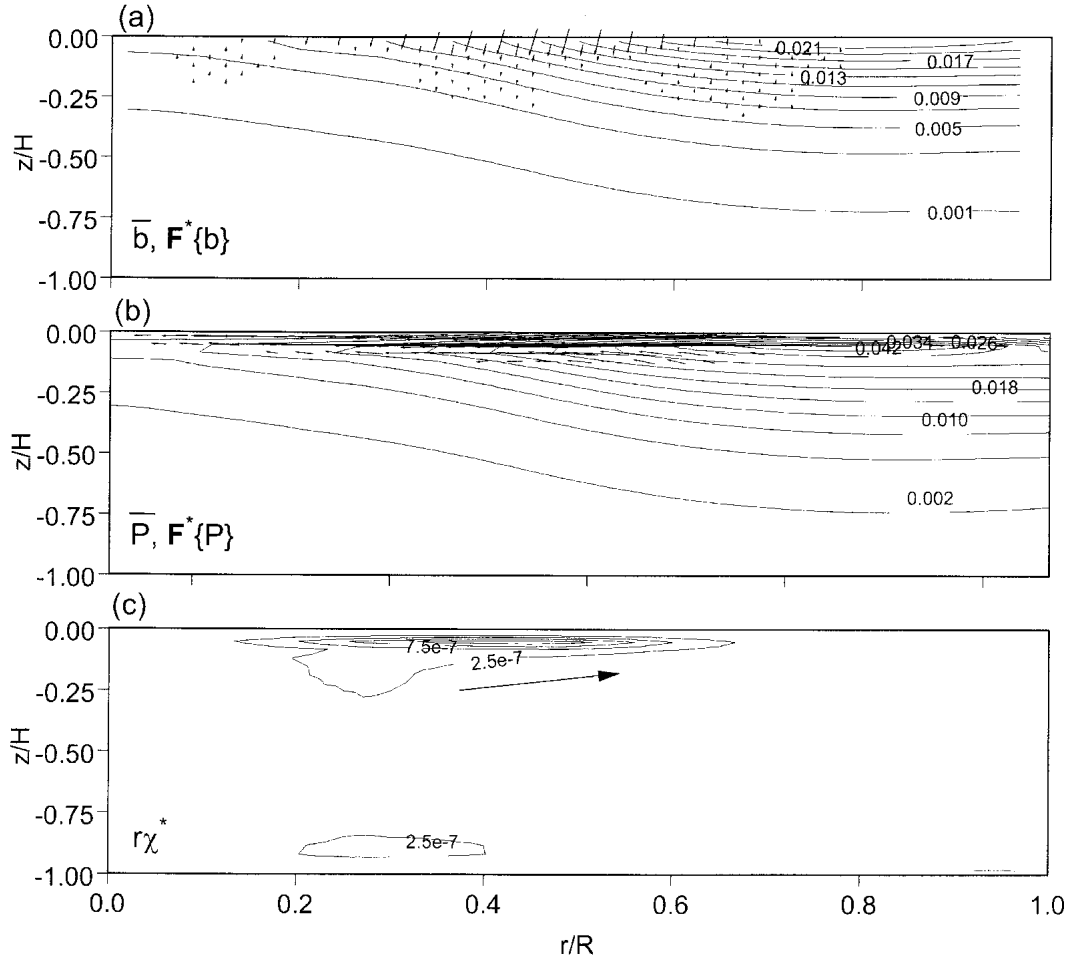 (a)
0.00
-0.25
-0.50
-0.75
-1.00
z/H
0.021
0.017
0.013
0.009
0.005
0.001
b̅, F*{b}
(b)
0.00
-0.25
-0.50
-0.75
-1.00
z/H
0.034
0.026
0.042
0.018
0.010
0.002
P̅, F*{P}
(c)
0.00
-0.25
-0.50
-0.75
-1.00
z/H
7.5e-7
2.5e-7
2.5e-7
rχ*
0.0 0.2 0.4 0.6 0.8 1.0
r/R